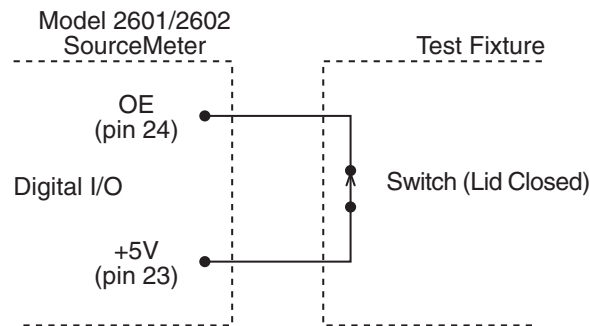 Model 2601/2602
SourceMeter
Test Fixture
OE
(pin 24)
Digital I/O
Switch (Lid Closed)
+5V
(pin 23)